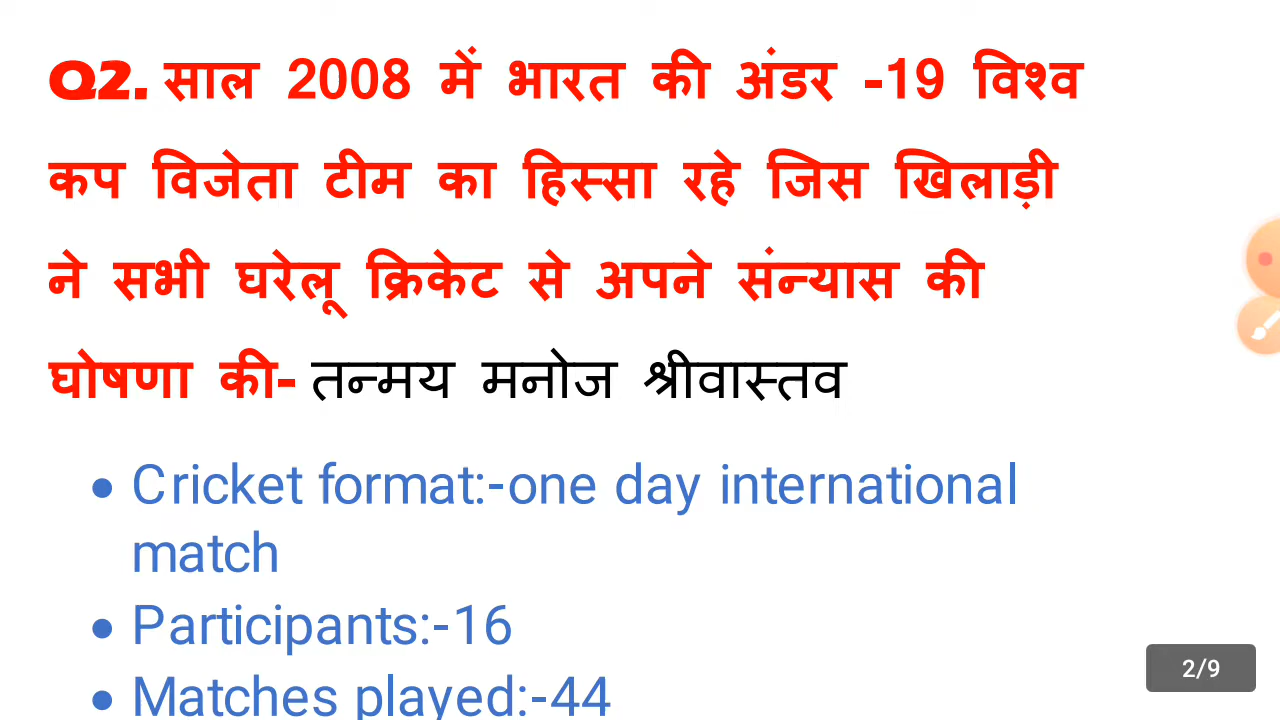 Q2. साल 2008 में भारत की अंडर -19 विश्व
कप विजेता टीम का हिस्सा रहे जिस खिलाड़ी
ने सभी घरेलू क्रिकेट से अपने संन्यास की
घोषणा की- तन्मय मनोज श्रीवास्तव
• Cricket format:-one day international
match
• Participants:-16
• Matches played:-44
2/9